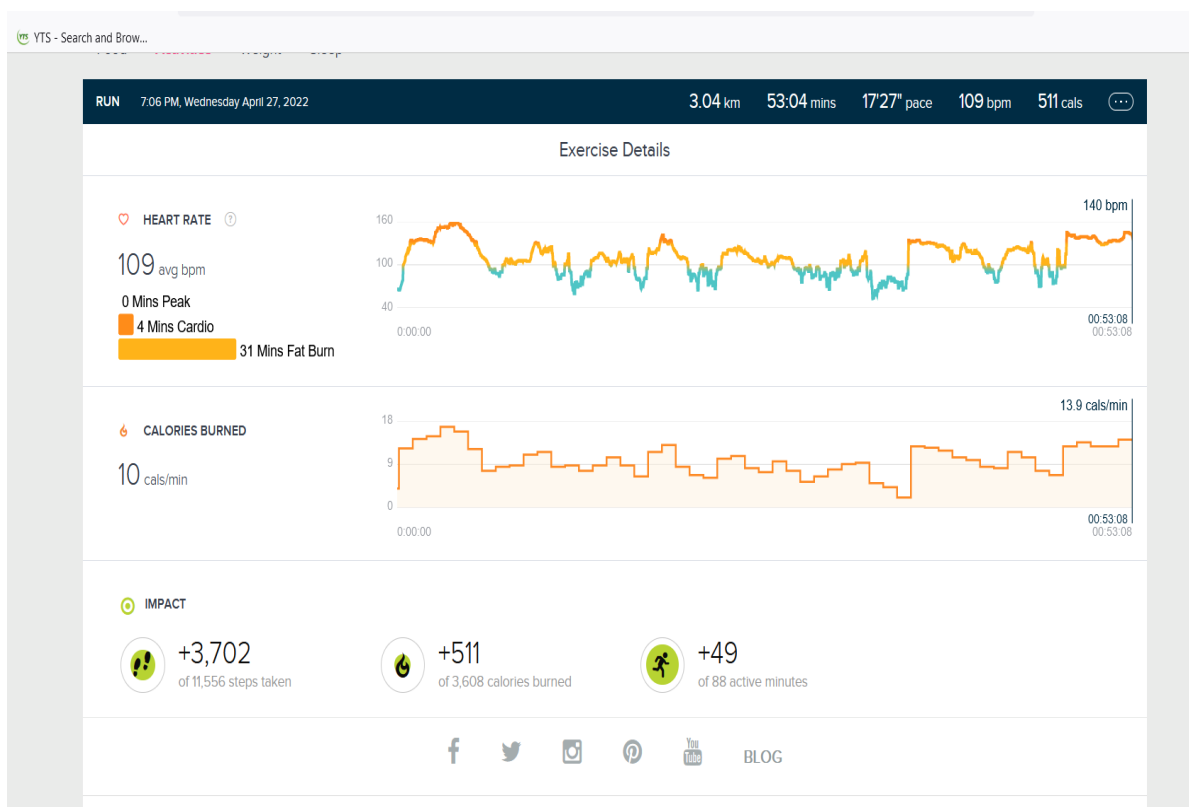 YTS - Search and Brow...
RUN 7:06 PM, Wednesday April 27, 2022 3.04 km 53:04 mins 17'27" pace 109 bpm 511 cals
Exercise Details
HEART RATE ?
109 avg bpm
0 Mins Peak
4 Mins Cardio
31 Mins Fat Burn
160
100
40
0:00:00
140 bpm
00:53:08
00:53:08
CALORIES BURNED
10 cals/min
18
9
0
0:00:00
13.9 cals/min
00:53:08
00:53:08
IMPACT
+3,702
of 11,556 steps taken
+511
of 3,608 calories burned
+49
of 88 active minutes
You
Tube
BLOG